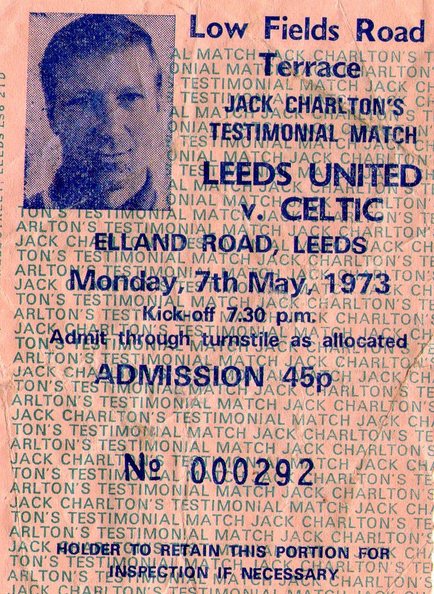 Low Fields Road
Terrace
JACK CHARLTON'S
TESTIMONIAL MATCH
LEEDS UNITED
v. CELTIC
ELLAND ROAD, LEEDS
Monday, 7th May, 1973
Kick-off 7.30 p.m.
Admit through turnstile as allocated
ADMISSION 45p
Nº 000292
HOLDER TO RETAIN THIS PORTION FOR
INSPECTION IF NECESSARY